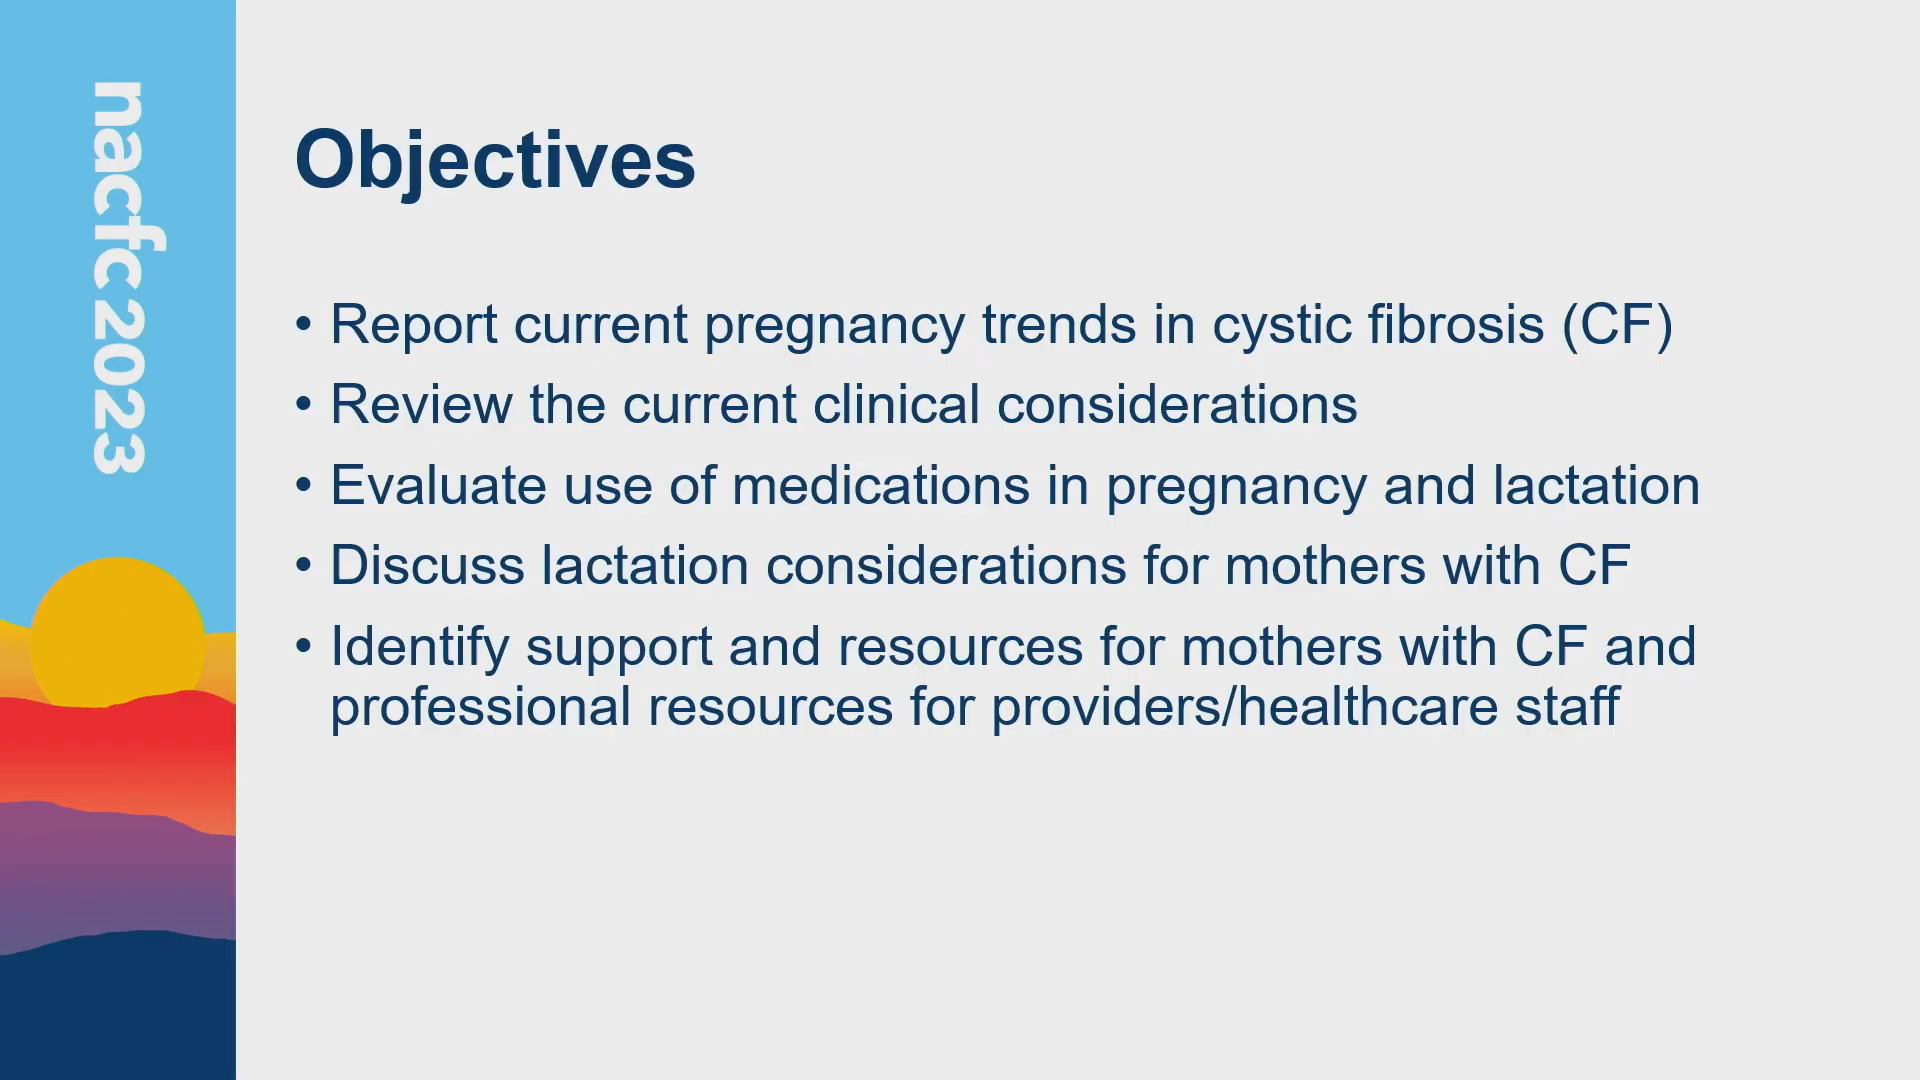 nacfc 2023
Objectives
• Report current pregnancy trends in cystic fibrosis (CF)
• Review the current clinical considerations
• Evaluate use of medications in pregnancy and lactation
• Discuss lactation considerations for mothers with CF
• Identify support and resources for mothers with CF and
professional resources for providers/healthcare staff